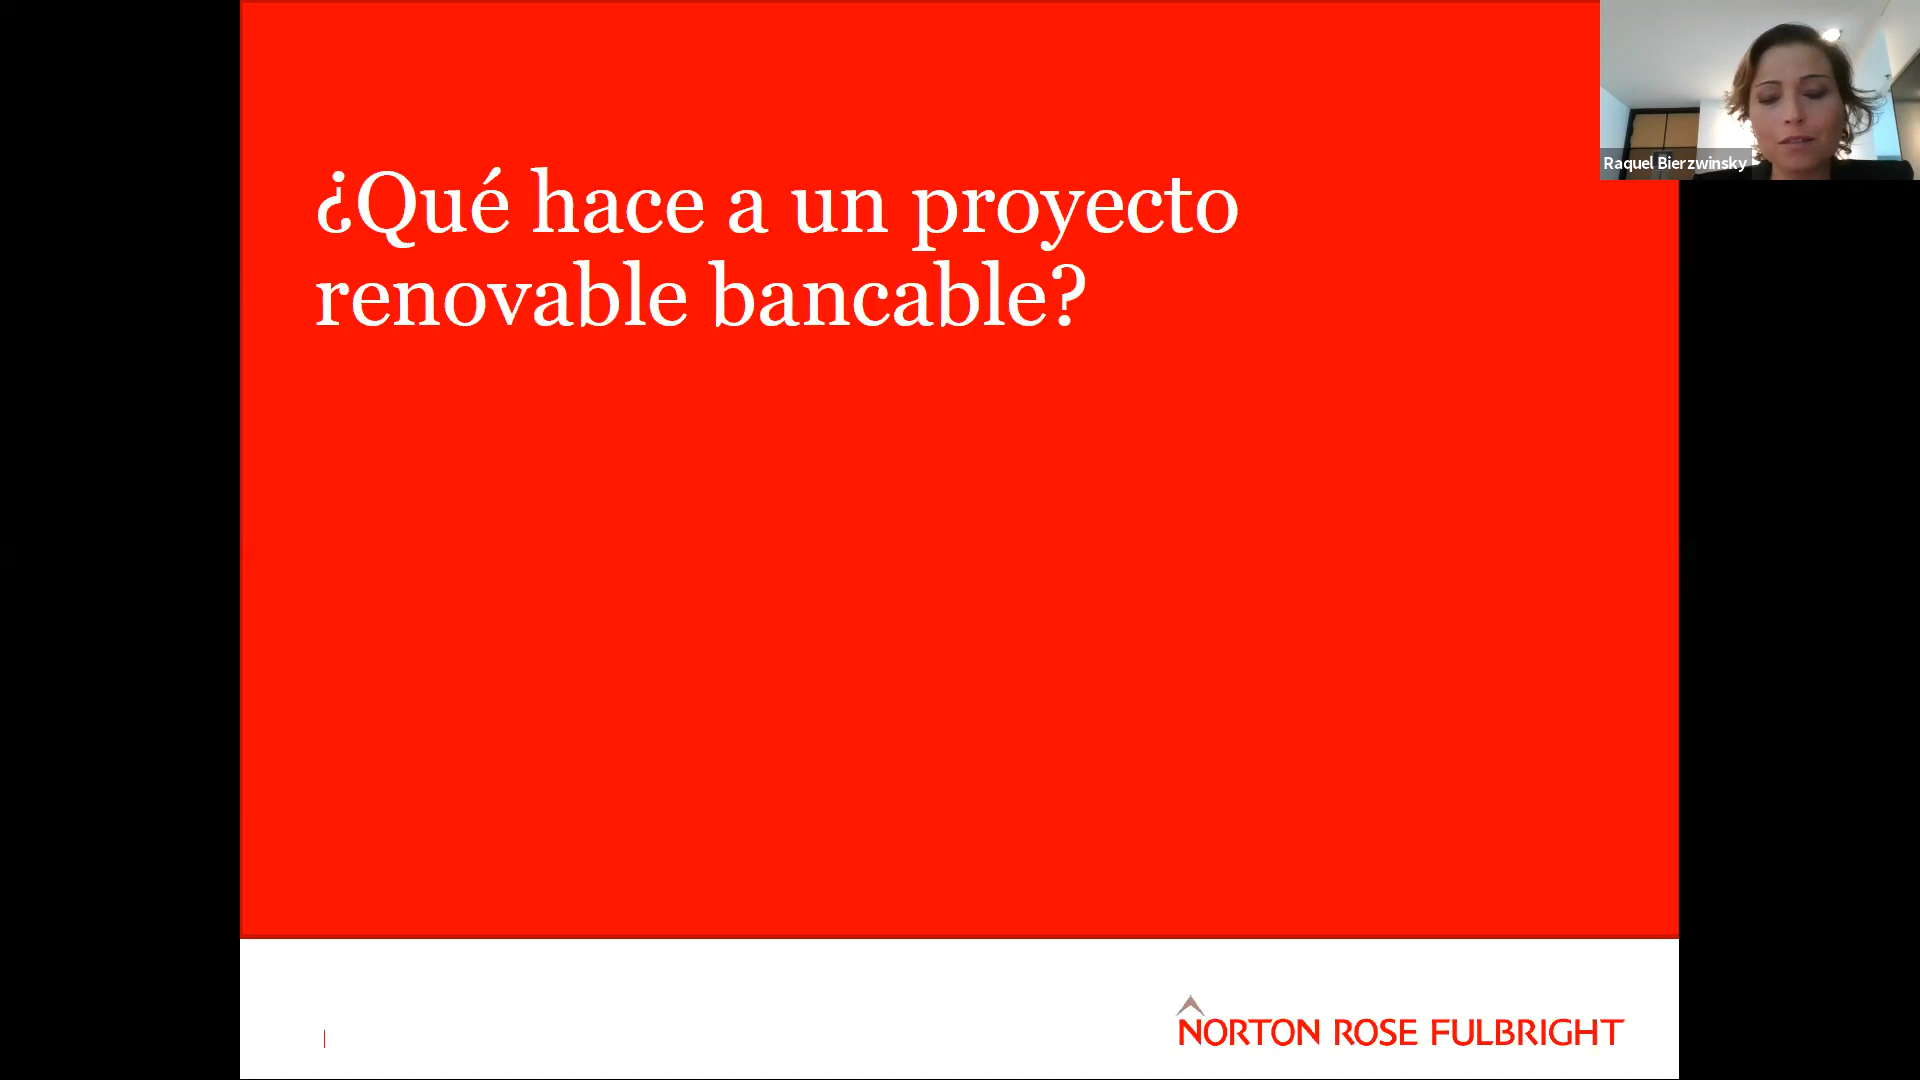 ¿Qué hace a un proyecto
renovable bancable?
Raquel Bierzwinsky
NORTON ROSE FULBRIGHT